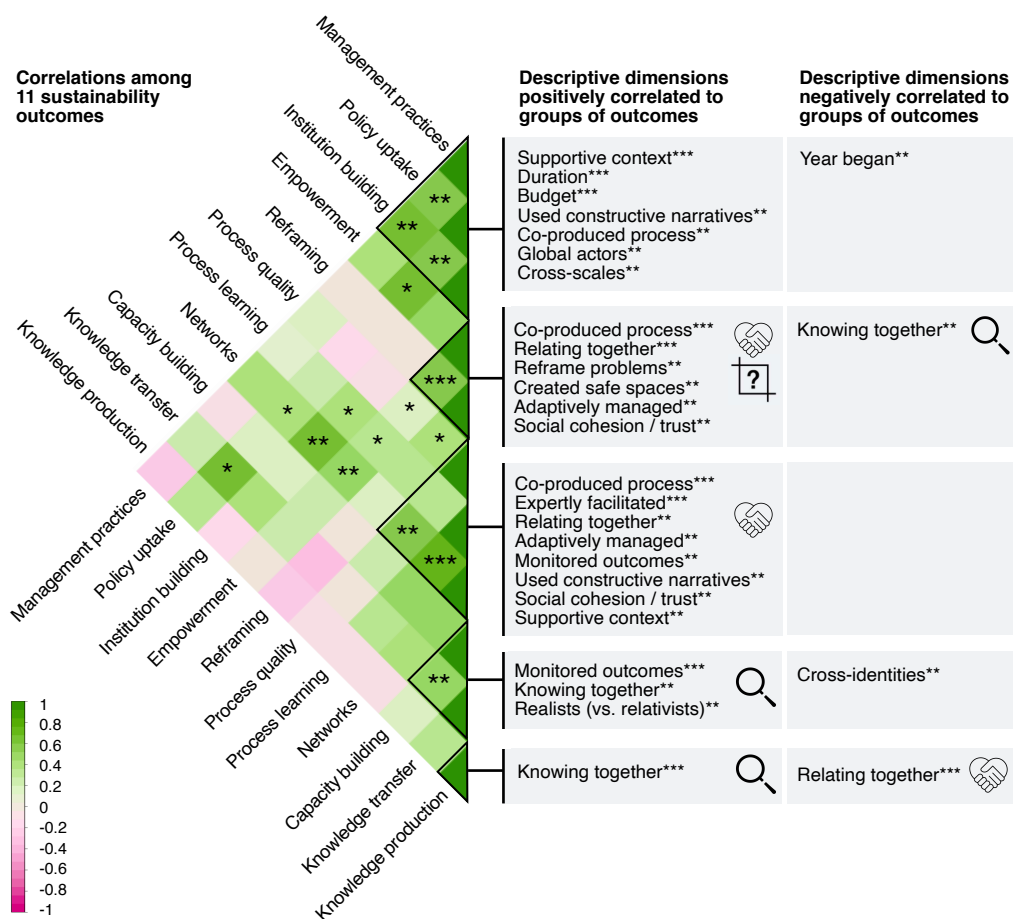 Correlations among
11 sustainability
outcomes
Descriptive dimensions
positively correlated to
groups of outcomes
Descriptive dimensions
negatively correlated to
groups of outcomes
Management practices
Policy uptake
Institution building
Empowerment
Reframing
Process quality
Process learning
Networks
Capacity building
Knowledge transfer
Knowledge production
**
**
**
*
***
*
*
*
**
*
*
**
*
**
***
**
Management practices
Policy uptake
Institution building
Empowerment
Reframing
Process quality
Process learning
Networks
Capacity building
Knowledge transfer
Knowledge production
1
0.8
0.6
0.4
0.2
0
-0.2
-0.4
-0.6
-0.8
-1
Supportive context***
Duration***
Budget***
Used constructive narratives**
Co-produced process**
Global actors**
Cross-scales**
Year began**
Co-produced process***
Relating together***
Reframe problems**
Created safe spaces**
Adaptively managed**
Social cohesion / trust**
?
Knowing together**
Co-produced process***
Expertly facilitated***
Relating together**
Adaptively managed**
Monitored outcomes**
Used constructive narratives**
Social cohesion / trust**
Supportive context**
Monitored outcomes***
Knowing together**
Realists (vs. relativists)**
Cross-identities**
Knowing together***
Relating together***